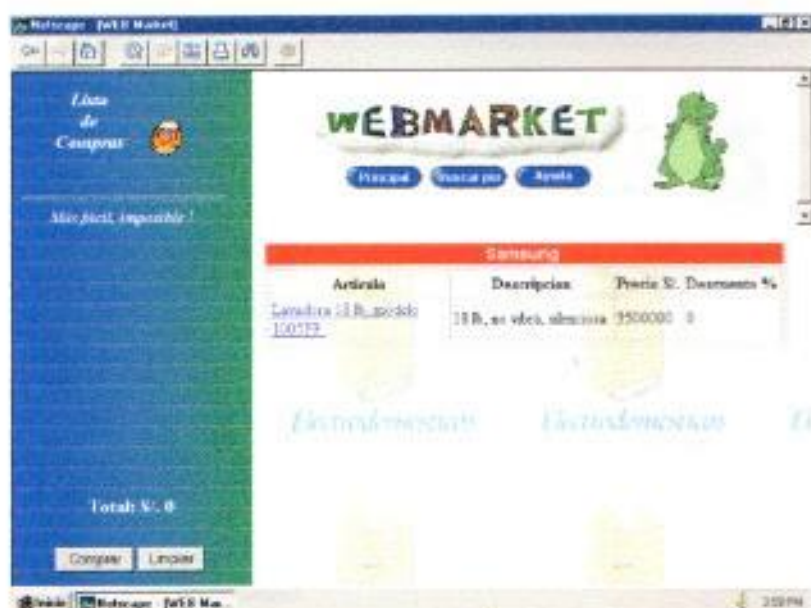 Netscape - [WEB Market]
Lista
de
Compras
Más fácil, imposible !
WEBMARKET
Principal
Buscar por
Ayuda
Samsung
Artículo
Descripcion
Precio S/.
Descuento %
Lavadora 18 lb, modelo
18 lb, no vibra, silenciosa
3500000
0
Electrodomesticos
Electrodomesticos
Total: S/. 0
Comprar
Limpiar
Inicio
Netscape - [WEB Mar...